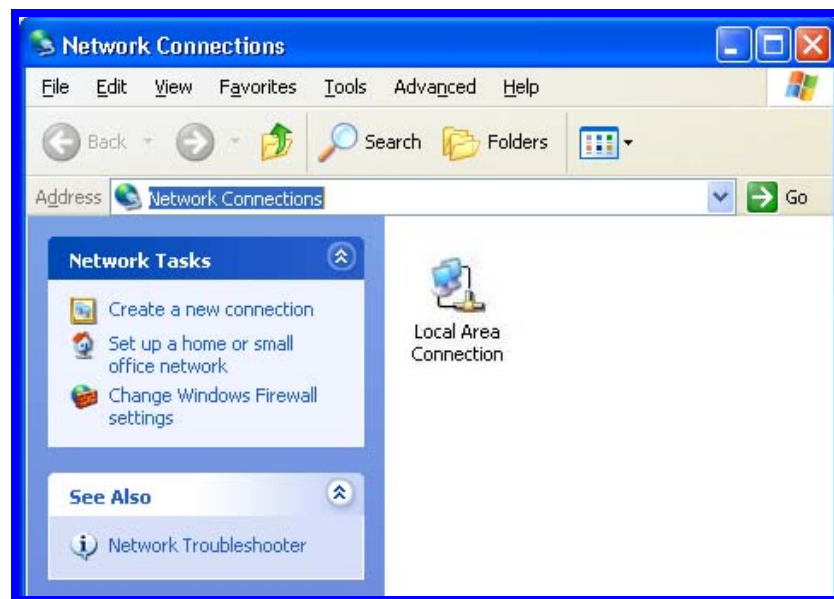 Network Connections
File Edit View Favorites Tools Advanced Help
Back Search Folders
Address Network Connections Go
Network Tasks
Create a new connection
Set up a home or small
office network
Change Windows Firewall
settings
See Also
Network Troubleshooter
Local Area
Connection